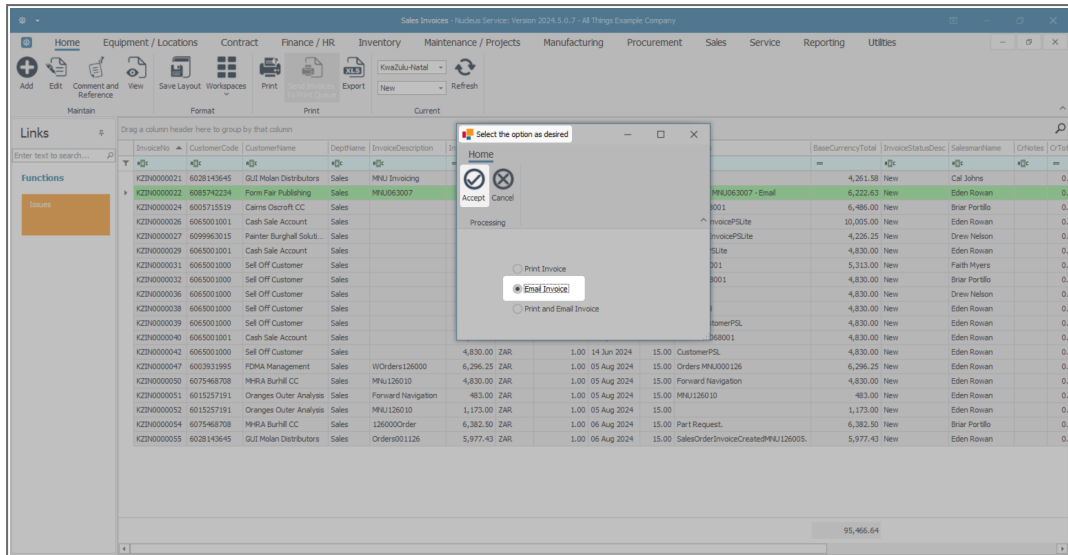 Sales Invoices - Nucleus Service: Version 2024.5.0.7 - All Things Example Company
Home Equipment / Locations Contract Finance / HR Inventory Maintenance / Projects Manufacturing Procurement Sales Service Reporting Utilities
Add Edit Comment and Reference View Save Layout Workspaces Print Send Invoices To Print Queue Export Refresh
KwaZulu-Natal
New
Maintain Format Print Current
Links
Enter text to search...
Functions
Issues
Drag a column header here to group by that column
InvoiceNo CustomerCode CustomerName DeptName InvoiceDescription BaseCurrencyTotal InvoiceStatusDesc SalesmanName CrNotes
KZIN0000021 6028143645 GUI Molan Distributors Sales MNU Invoicing 4,261.58 New Cal Johns
KZIN0000022 6085742234 Form Fair Publishing Sales MNU063007 MNU063007 - Email 6,222.63 New Eden Rowan
KZIN0000024 6005715519 Cairns Oscroft CC Sales 6,486.00 New Briar Portillo
KZIN0000026 6065001001 Cash Sale Account Sales 10,005.00 New Eden Rowan
KZIN0000027 6099963015 Painter Burghall Soluti... Sales 4,226.25 New Drew Nelson
KZIN0000029 6065001001 Cash Sale Account Sales 4,830.00 New Eden Rowan
KZIN0000031 6065001000 Sell Off Customer Sales 5,313.00 New Faith Myers
KZIN0000032 6065001000 Sell Off Customer Sales 4,830.00 New Briar Portillo
KZIN0000036 6065001000 Sell Off Customer Sales 4,830.00 New Drew Nelson
KZIN0000038 6065001000 Sell Off Customer Sales 4,830.00 New Eden Rowan
KZIN0000039 6065001000 Sell Off Customer Sales 4,830.00 New Eden Rowan
KZIN0000040 6065001001 Cash Sale Account Sales 4,830.00 New Eden Rowan
KZIN0000042 6065001000 Sell Off Customer Sales 4,830.00 ZAR 1.00 14 Jun 2024 15.00 CustomerPSL 4,830.00 New Eden Rowan
KZIN0000047 6003931995 FDMA Management Sales WOrders126000 6,296.25 ZAR 1.00 05 Aug 2024 15.00 Orders MNU000126 6,296.25 New Eden Rowan
KZIN0000050 6075468708 MHRA Burhill CC Sales MNu126010 4,830.00 ZAR 1.00 05 Aug 2024 15.00 Forward Navigation 4,830.00 New Eden Rowan
KZIN0000051 6015257191 Oranges Outer Analysis Sales Forward Navigation 483.00 ZAR 1.00 05 Aug 2024 15.00 MNU126010 483.00 New Eden Rowan
KZIN0000052 6015257191 Oranges Outer Analysis Sales MNU126010 1,173.00 ZAR 1.00 05 Aug 2024 15.00 1,173.00 New Eden Rowan
KZIN0000054 6075468708 MHRA Burhill CC Sales 126000Order 6,382.50 ZAR 1.00 06 Aug 2024 15.00 Part Request. 6,382.50 New Briar Portillo
KZIN0000055 6028143645 GUI Molan Distributors Sales Orders001126 5,977.43 ZAR 1.00 06 Aug 2024 15.00 SalesOrderInvoiceCreatedMNU126005. 5,977.43 New Eden Rowan
95,466.64
Select the option as desired
Home
Accept Cancel
Processing
Print Invoice
Email Invoice
Print and Email Invoice